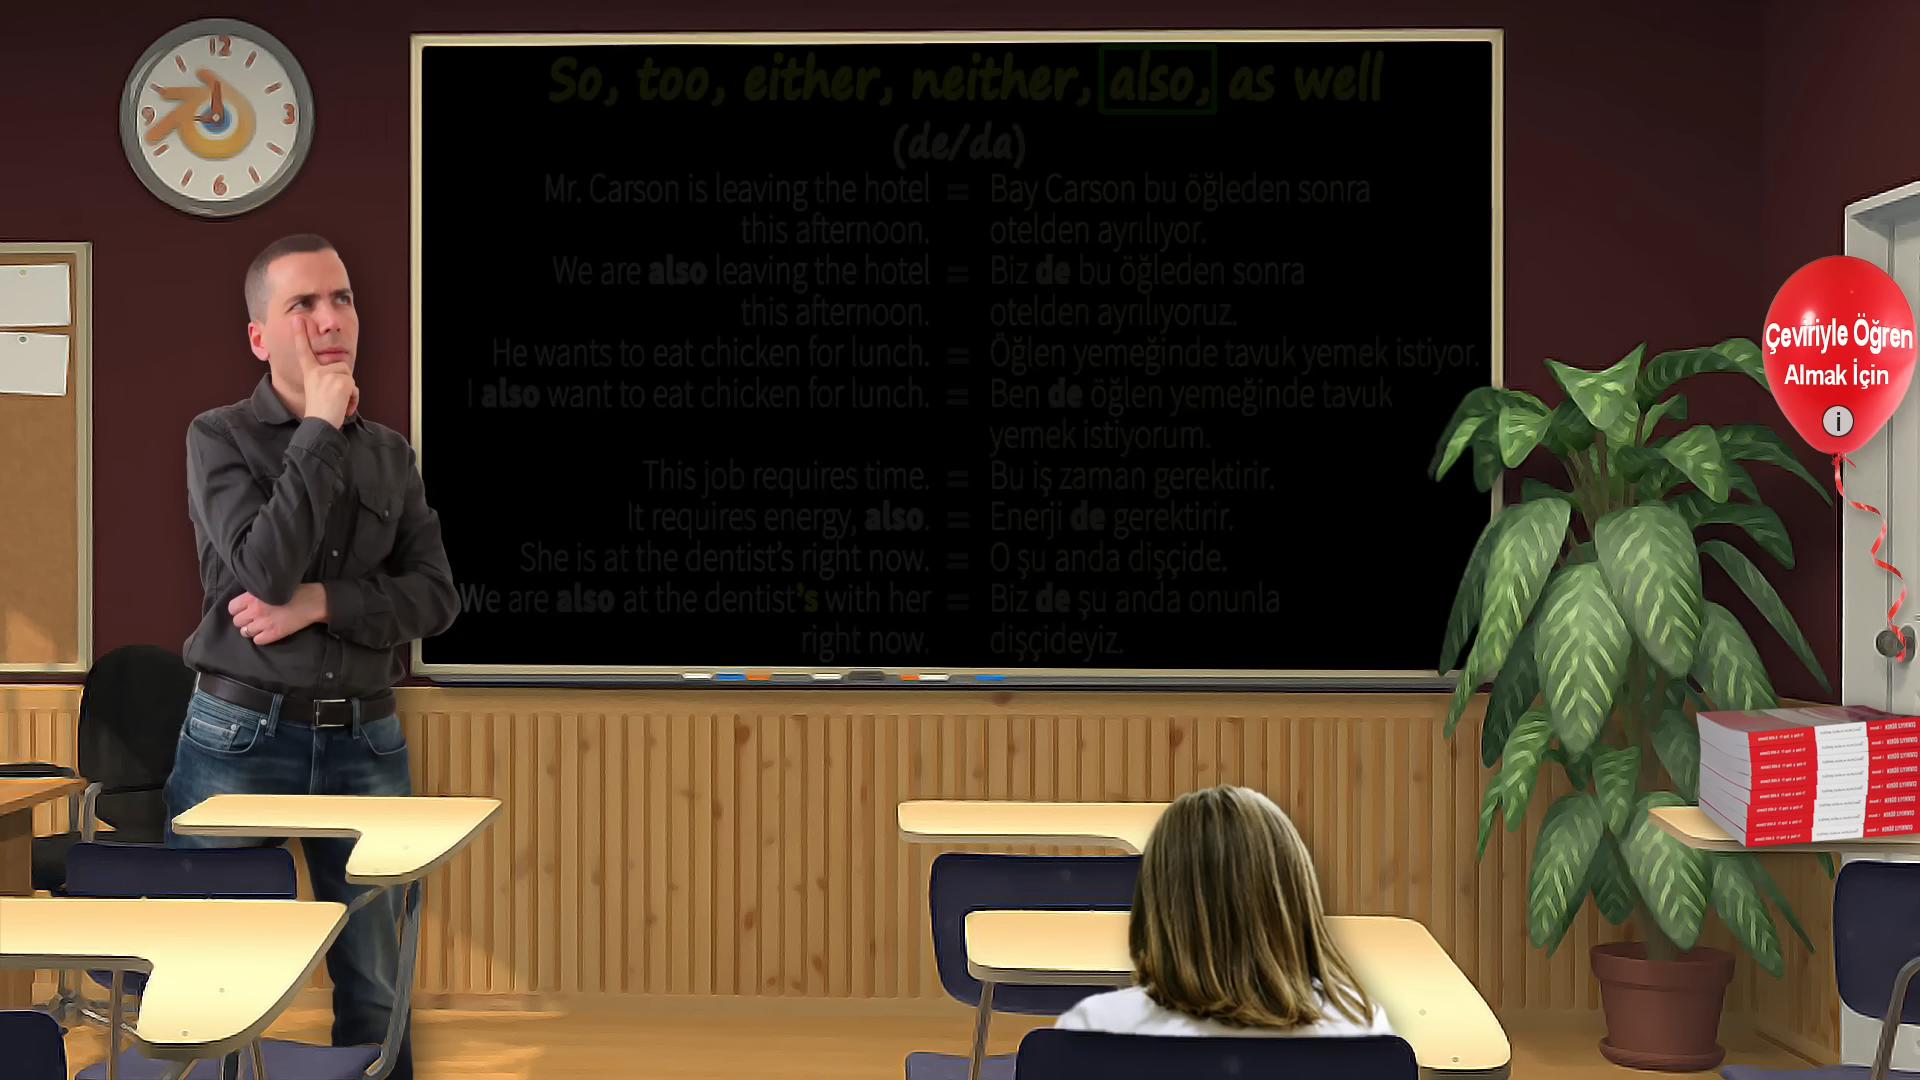 So, too, either, neither, also, as well
(de/da)
Mr. Carson is leaving the hotel = Bay Carson bu öğleden sonra
this afternoon. otelden ayrılıyor.
We are also leaving the hotel = Biz de bu öğleden sonra
this afternoon. otelden ayrılıyoruz.
He wants to eat chicken for lunch. = Öğlen yemeğinde tavuk yemek istiyor.
I also want to eat chicken for lunch. = Ben de öğlen yemeğinde tavuk
yemek istiyorum.
This job requires time. = Bu iş zaman gerektirir.
It requires energy, also. = Enerji de gerektirir.
She is at the dentist's right now. = O şu anda dişçide.
We are also at the dentist's with her = Biz de şu anda onunla
right now. dişçideyiz.
12
3
6
9
Çeviriyle Öğren
Almak İçin
i